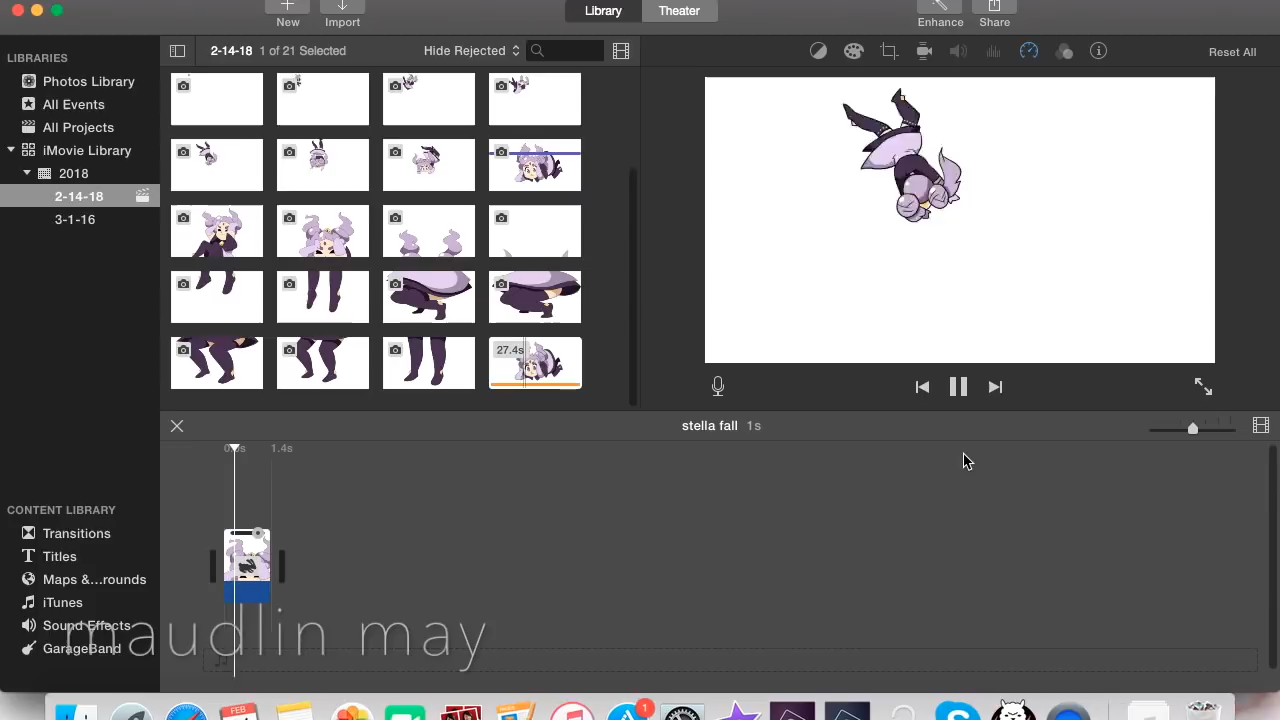 New
Import
Library
Theater
Enhance
Share
LIBRARIES
2-14-18 1 of 21 Selected
Hide Rejected
Reset All
Photos Library
All Events
All Projects
iMovie Library
2018
2-14-18
3-1-16
27.4s
stella fall 1s
1.4s
CONTENT LIBRARY
Transitions
Titles
Maps &...rounds
iTunes
Sound Effects
GarageBand
maudlin may
FEB
1